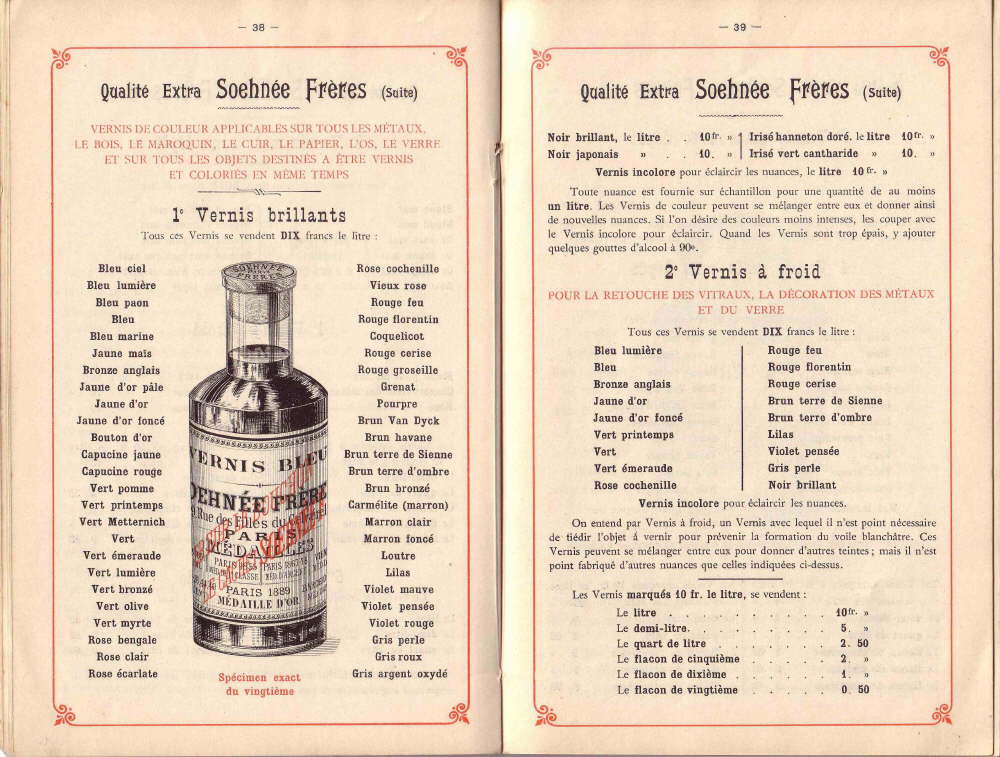 — 38 —
Qualité Extra Soehnée Frères (Suite)
VERNIS DE COULEUR APPLICABLES SUR TOUS LES MÉTAUX,
LE BOIS, LE MAROQUIN, LE CUIR, LE PAPIER, L'OS, LE VERRE
ET SUR TOUS LES OBJETS DESTINÉS A ÊTRE VERNIS
ET COLORIÉS EN MÊME TEMPS
1° Vernis brillants
Tous ces Vernis se vendent DIX francs le litre :
Bleu ciel
Bleu lumière
Bleu paon
Bleu
Bleu marine
Jaune maïs
Bronze anglais
Jaune d'or pâle
Jaune d'or
Jaune d'or foncé
Bouton d'or
Capucine jaune
Capucine rouge
Vert pomme
Vert printemps
Vert Metternich
Vert
Vert émeraude
Vert lumière
Vert bronzé
Vert olive
Vert myrte
Rose bengale
Rose clair
Rose écarlate
SOEHNÉE
FRÈRES
VERNIS BLEU
OEHNÉE FRÈRE
Rue des Filles du
PARIS
MÉDAILLES
PARIS 1855
PARIS 1889
MÉDAILLE D'OR
Spécimen exact
du vingtième
Rose cochenille
Vieux rose
Rouge feu
Rouge florentin
Coquelicot
Rouge cerise
Rouge groseille
Grenat
Pourpre
Brun Van Dyck
Brun havane
Brun terre de Sienne
Brun terre d'ombre
Brun bronzé
Carmélite (marron)
Marron clair
Marron foncé
Loutre
Lilas
Violet mauve
Violet pensée
Violet rouge
Gris perle
Gris roux
Gris argent oxydé
— 39 —
Qualité Extra Soehnée Frères (Suite)
Noir brillant, le litre . . 10 fr. »
Noir japonais » . . 10. »
Irisé hanneton doré. le litre 10 fr. »
Irisé vert cantharide » 10. »
Vernis incolore pour éclaircir les nuances, le litre 10 fr. »
Toute nuance est fournie sur échantillon pour une quantité de au moins
un litre. Les Vernis de couleur peuvent se mélanger entre eux et donner ainsi
de nouvelles nuances. Si l'on désire des couleurs moins intenses, les couper avec
le Vernis incolore pour éclaircir. Quand les Vernis sont trop épais, y ajouter
quelques gouttes d'alcool à 90°.
2° Vernis à froid
POUR LA RETOUCHE DES VITRAUX, LA DÉCORATION DES MÉTAUX
ET DU VERRE
Tous ces Vernis se vendent DIX francs le litre :
Bleu lumière
Bleu
Bronze anglais
Jaune d'or
Jaune d'or foncé
Vert printemps
Vert
Vert émeraude
Rose cochenille
Rouge feu
Rouge florentin
Rouge cerise
Brun terre de Sienne
Brun terre d'ombre
Lilas
Violet pensée
Gris perle
Noir brillant
Vernis incolore pour éclaircir les nuances.
On entend par Vernis à froid, un Vernis avec lequel il n'est point nécessaire
de tiédir l'objet à vernir pour prévenir la formation du voile blanchâtre. Ces
Vernis peuvent se mélanger entre eux pour donner d'autres teintes ; mais il n'est
point fabriqué d'autres nuances que celles indiquées ci-dessus.
Les Vernis marqués 10 fr. le litre, se vendent :
Le litre . . . . . . . . . 10 fr. »
Le demi-litre. . . . . . . . 5. »
Le quart de litre . . . . . . 2. 50
Le flacon de cinquième . . . . . 2. »
Le flacon de dixième . . . . . . 1. »
Le flacon de vingtième . . . . . 0. 50